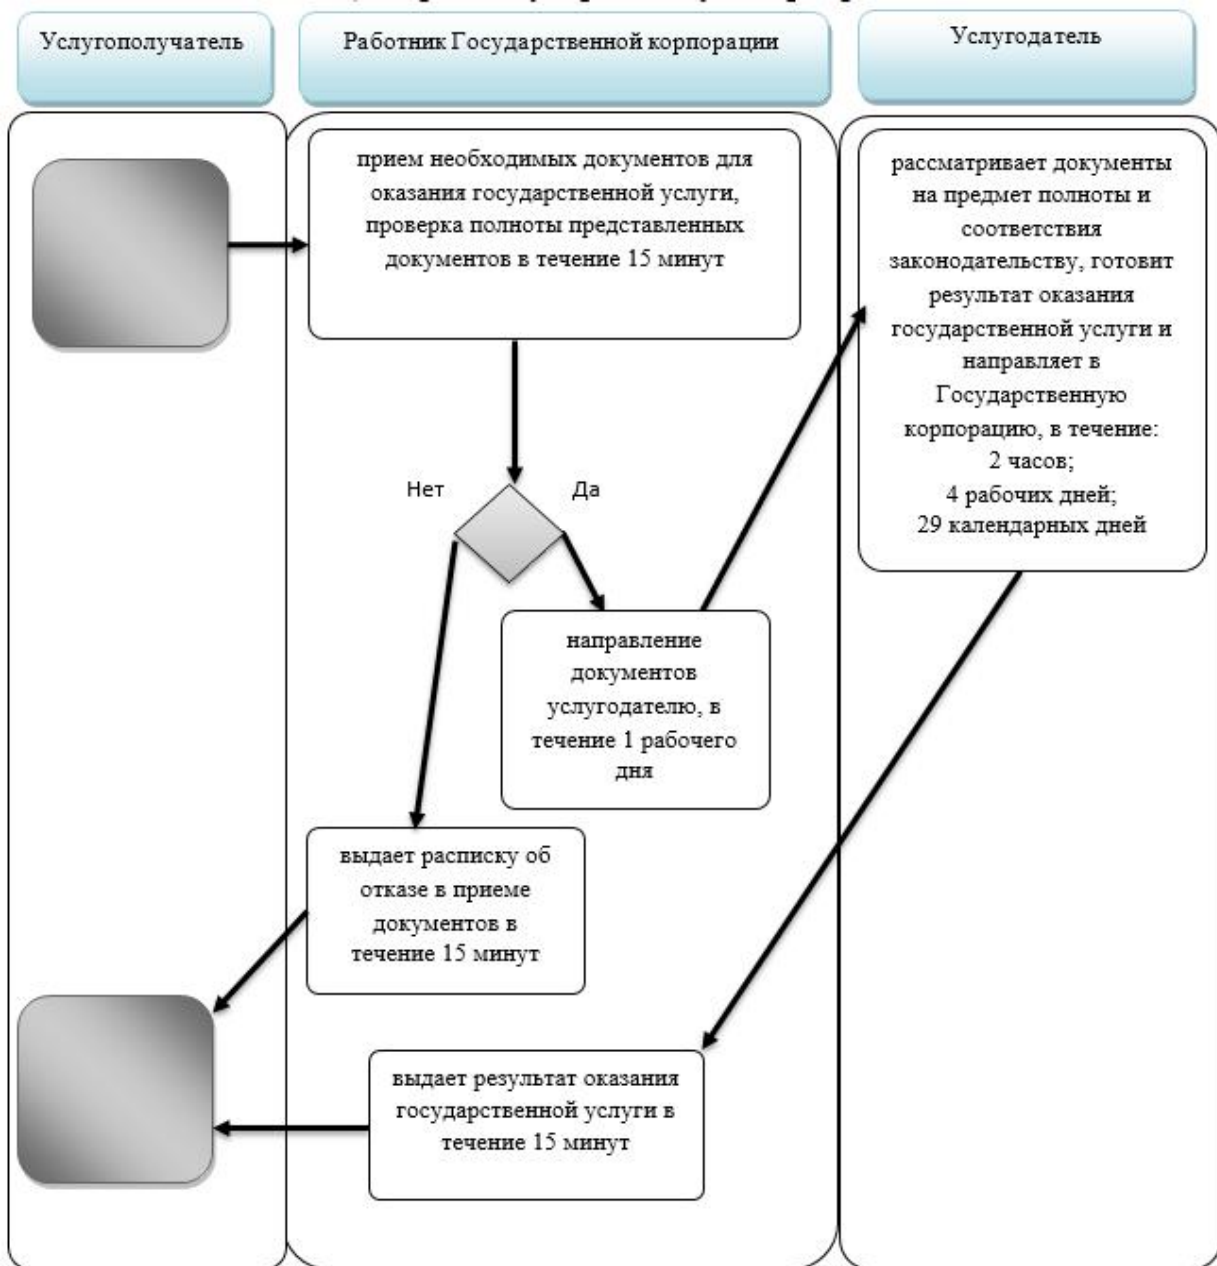 Услугополучатель
Работник Государственной корпорации
Услугодатель
прием необходимых документов для
оказания государственной услуги,
проверка полноты представленных
документов в течение 15 минут
рассматривает документы
на предмет полноты и
соответствия
законодательству, готовит
результат оказания
государственной услуги и
направляет в
Государственную
корпорацию, в течение:
2 часов;
4 рабочих дней;
29 календарных дней
Нет
Да
направление
документов
услугодателю, в
течение 1 рабочего
дня
выдает расписку об
отказе в приеме
документов в
течение 15 минут
выдает результат оказания
государственной услуги в
течение 15 минут